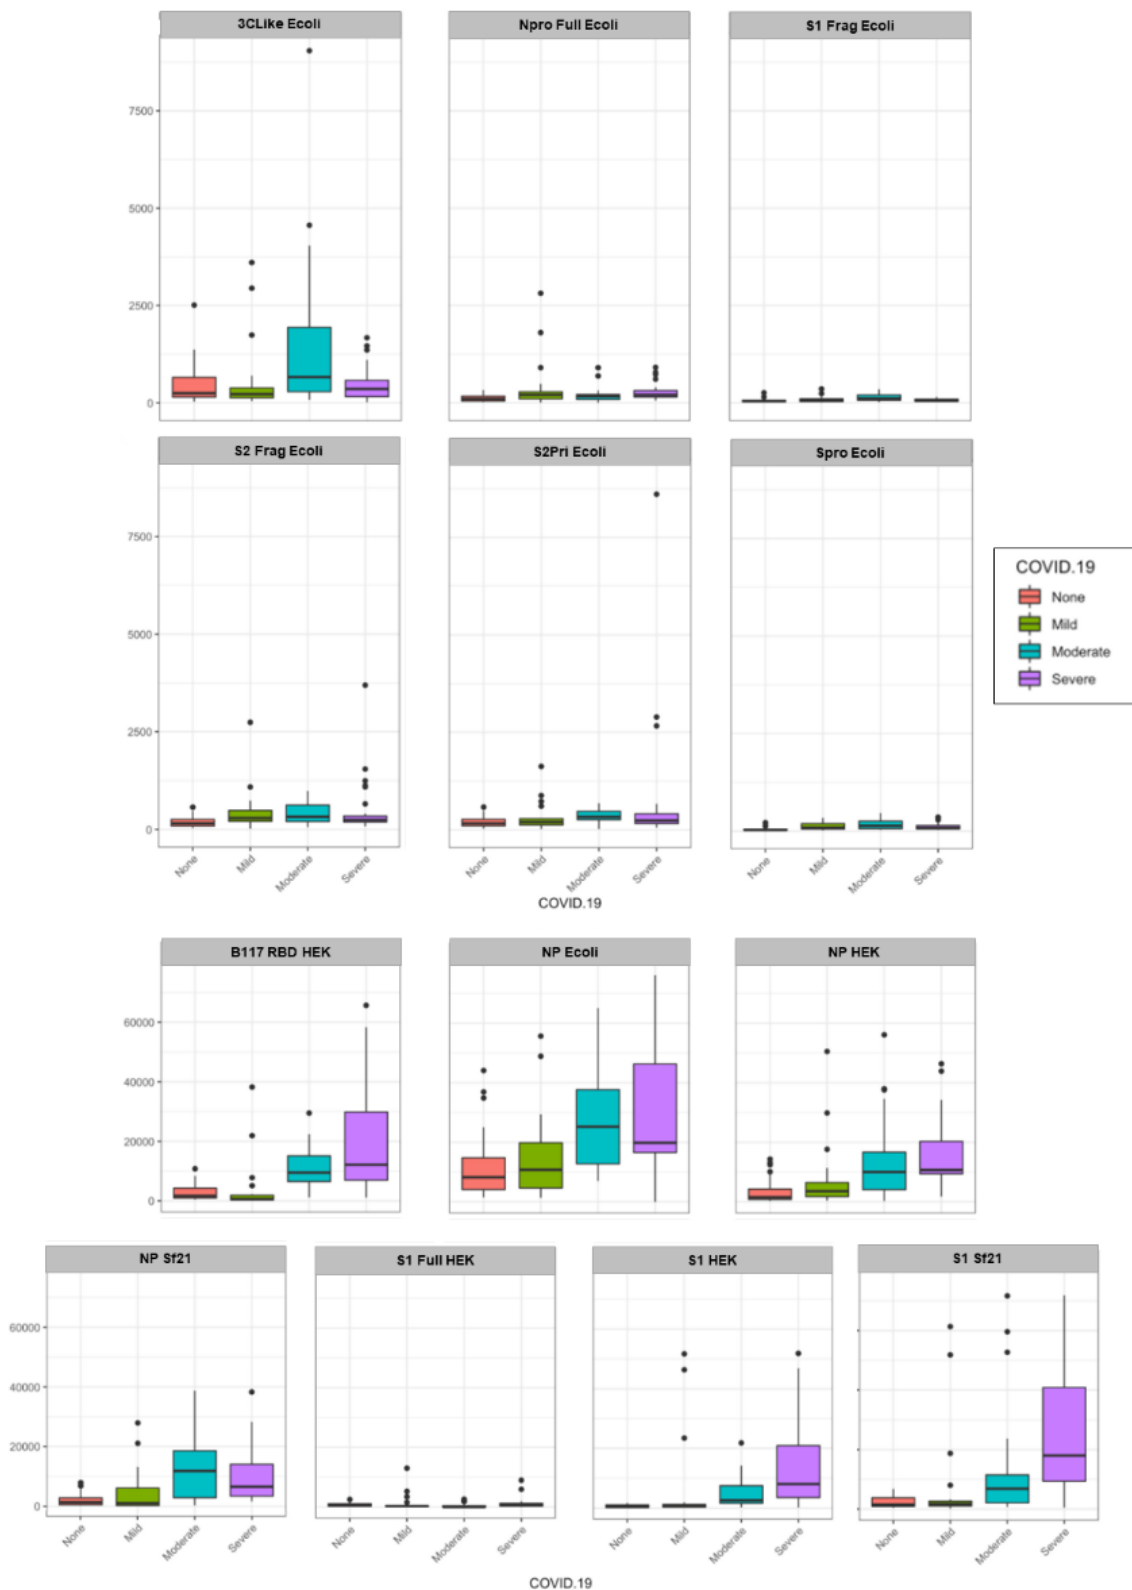 3CLike Ecoli
Npro Full Ecoli
S1 Frag Ecoli
7500
5000
2500
0
S2 Frag Ecoli
S2Pri Ecoli
Spro Ecoli
7500
5000
2500
0
None
Mild
Moderate
Severe
None
Mild
Moderate
Severe
None
Mild
Moderate
Severe
COVID.19
COVID.19
None
Mild
Moderate
Severe
B117 RBD HEK
NP Ecoli
NP HEK
60000
40000
20000
0
NP Sf21
S1 Full HEK
S1 HEK
S1 Sf21
60000
40000
20000
0
None
Mild
Moderate
Severe
None
Mild
Moderate
Severe
None
Mild
Moderate
Severe
None
Mild
Moderate
Severe
COVID.19